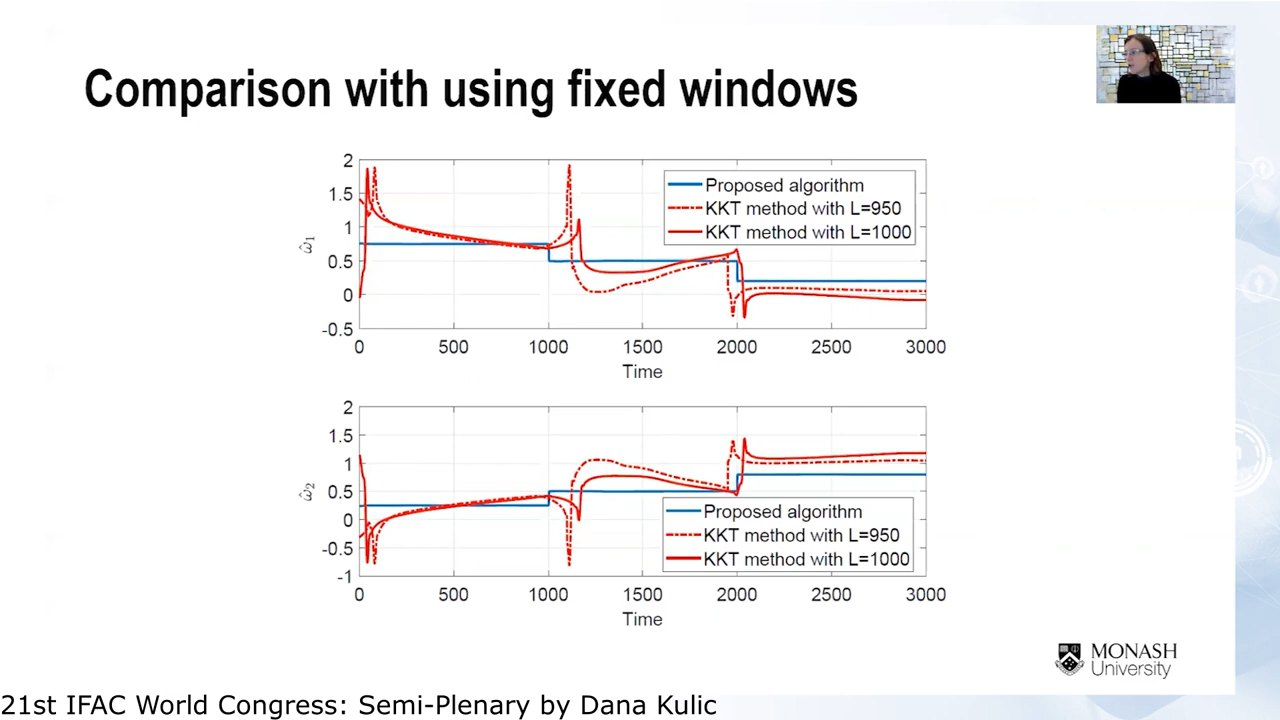 Comparison with using fixed windows
2
1.5
1
0.5
0
-0.5
ω̂1
Proposed algorithm
KKT method with L=950
KKT method with L=1000
0 500 1000 1500 2000 2500 3000
Time
2
1.5
1
0.5
0
-0.5
-1
ω̂2
Proposed algorithm
KKT method with L=950
KKT method with L=1000
0 500 1000 1500 2000 2500 3000
Time
MONASH
University
21st IFAC World Congress: Semi-Plenary by Dana Kulic